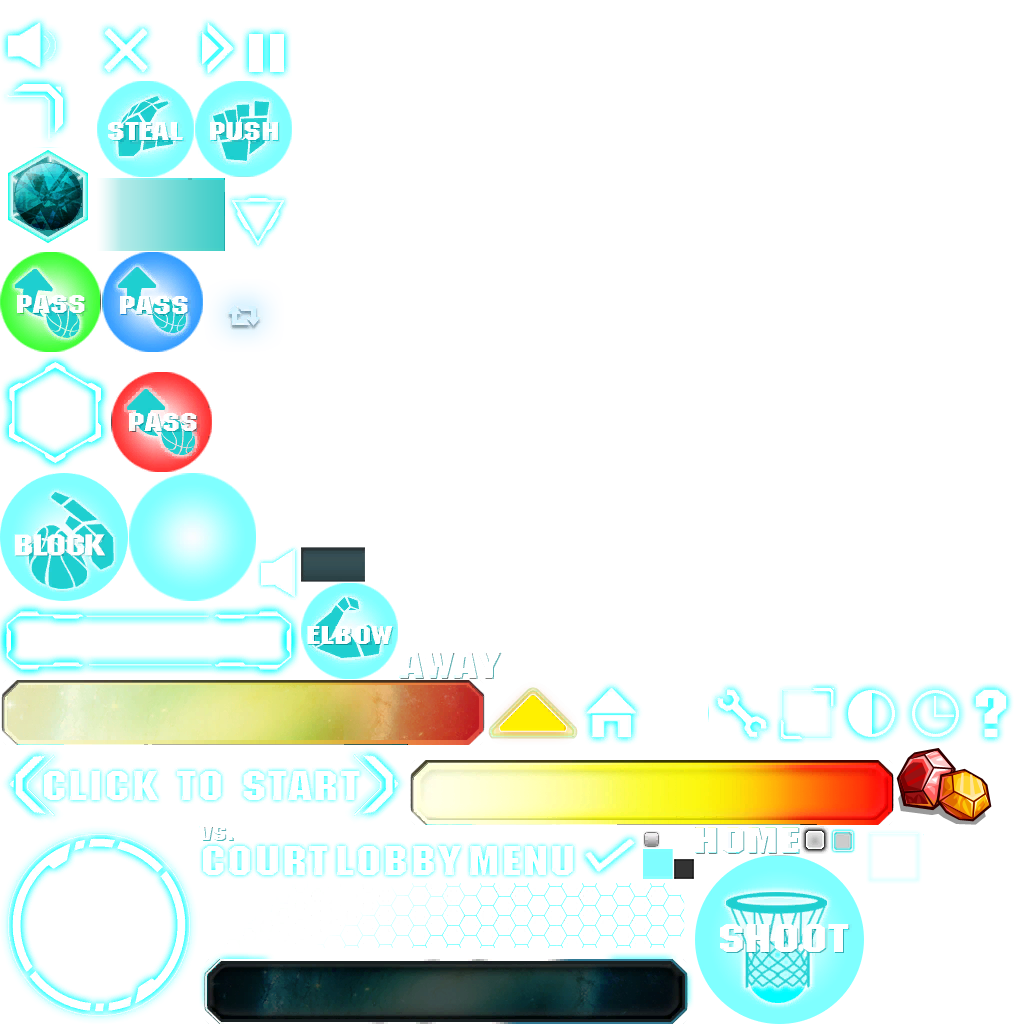 STEAL
PUSH
PASS
PASS
PASS
BLOCK
ELBOW
AWAY
?
CLICK TO START
VS.
HOME
COURT LOBBY MENU
SHOOT